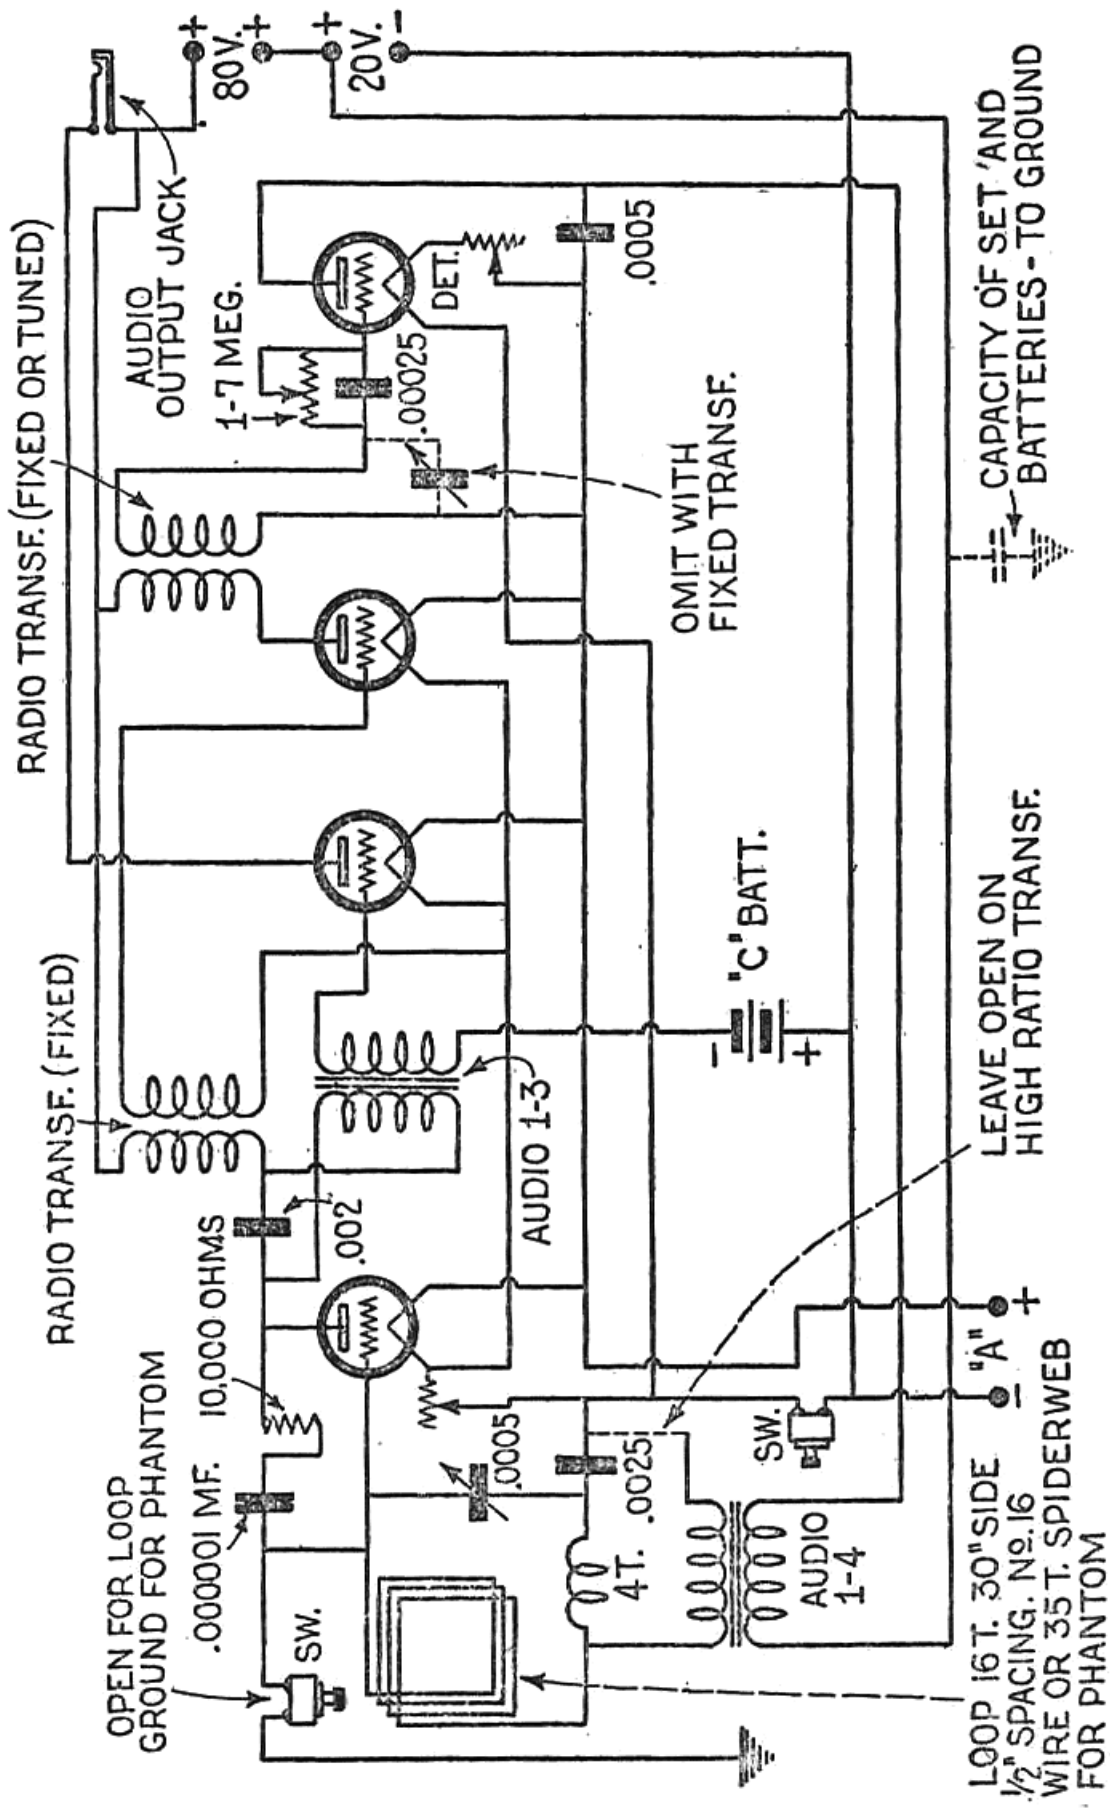 OPEN FOR LOOP
GROUND FOR PHANTOM
SW.
.00001 MF.
10,000 OHMS
RADIO TRANSF. (FIXED)
.002
AUDIO 1-3
RADIO TRANSF. (FIXED OR TUNED)
AUDIO
OUTPUT JACK
1-7 MEG.
.00025
DET.
.0005
+
80 V.
+
+
20 V.
-
OMIT WITH
FIXED TRANSF.
CAPACITY OF SET 'AND
BATTERIES - TO GROUND
-
"C" BATT.
+
LEAVE OPEN ON
HIGH RATIO TRANSF.
.0005
.0025
4 T.
SW.
AUDIO
1-4
- "A" +
LOOP 16 T. 30" SIDE
1/2" SPACING. No. 16
WIRE OR 35 T. SPIDERWEB
FOR PHANTOM